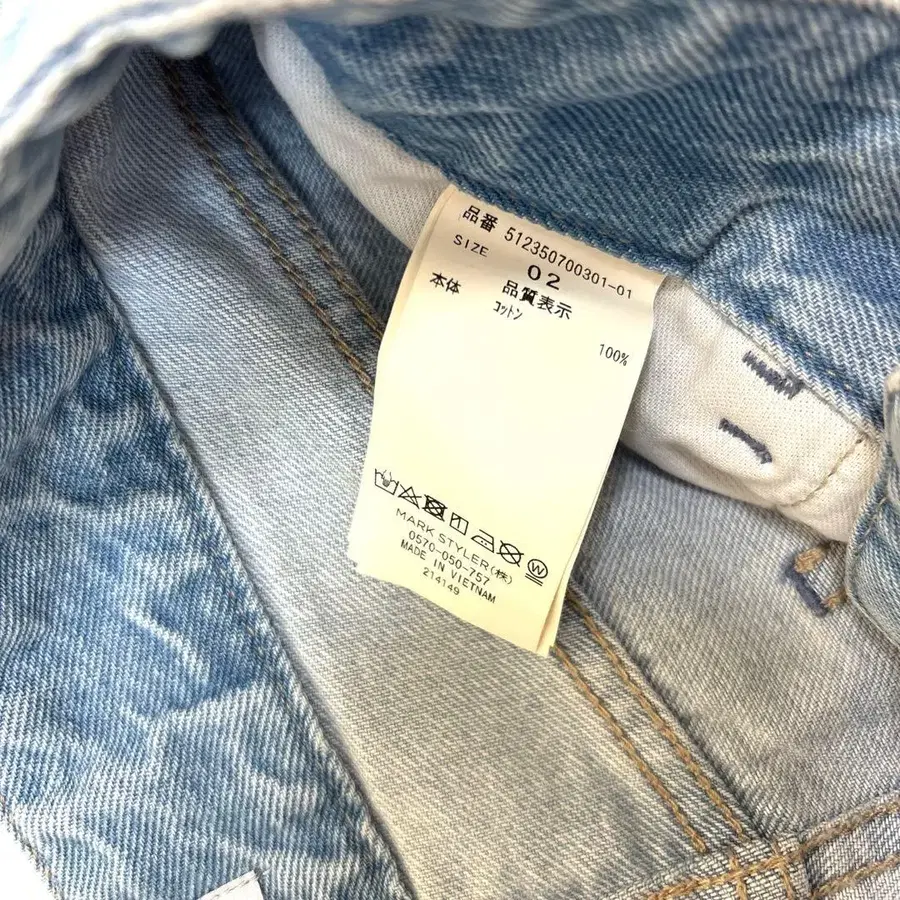 品番 512350700301-01
SIZE 02
品質表示
本体 コットン
100%
MARK STYLER(株)
0570-050-757
MADE IN VIETNAM
214149